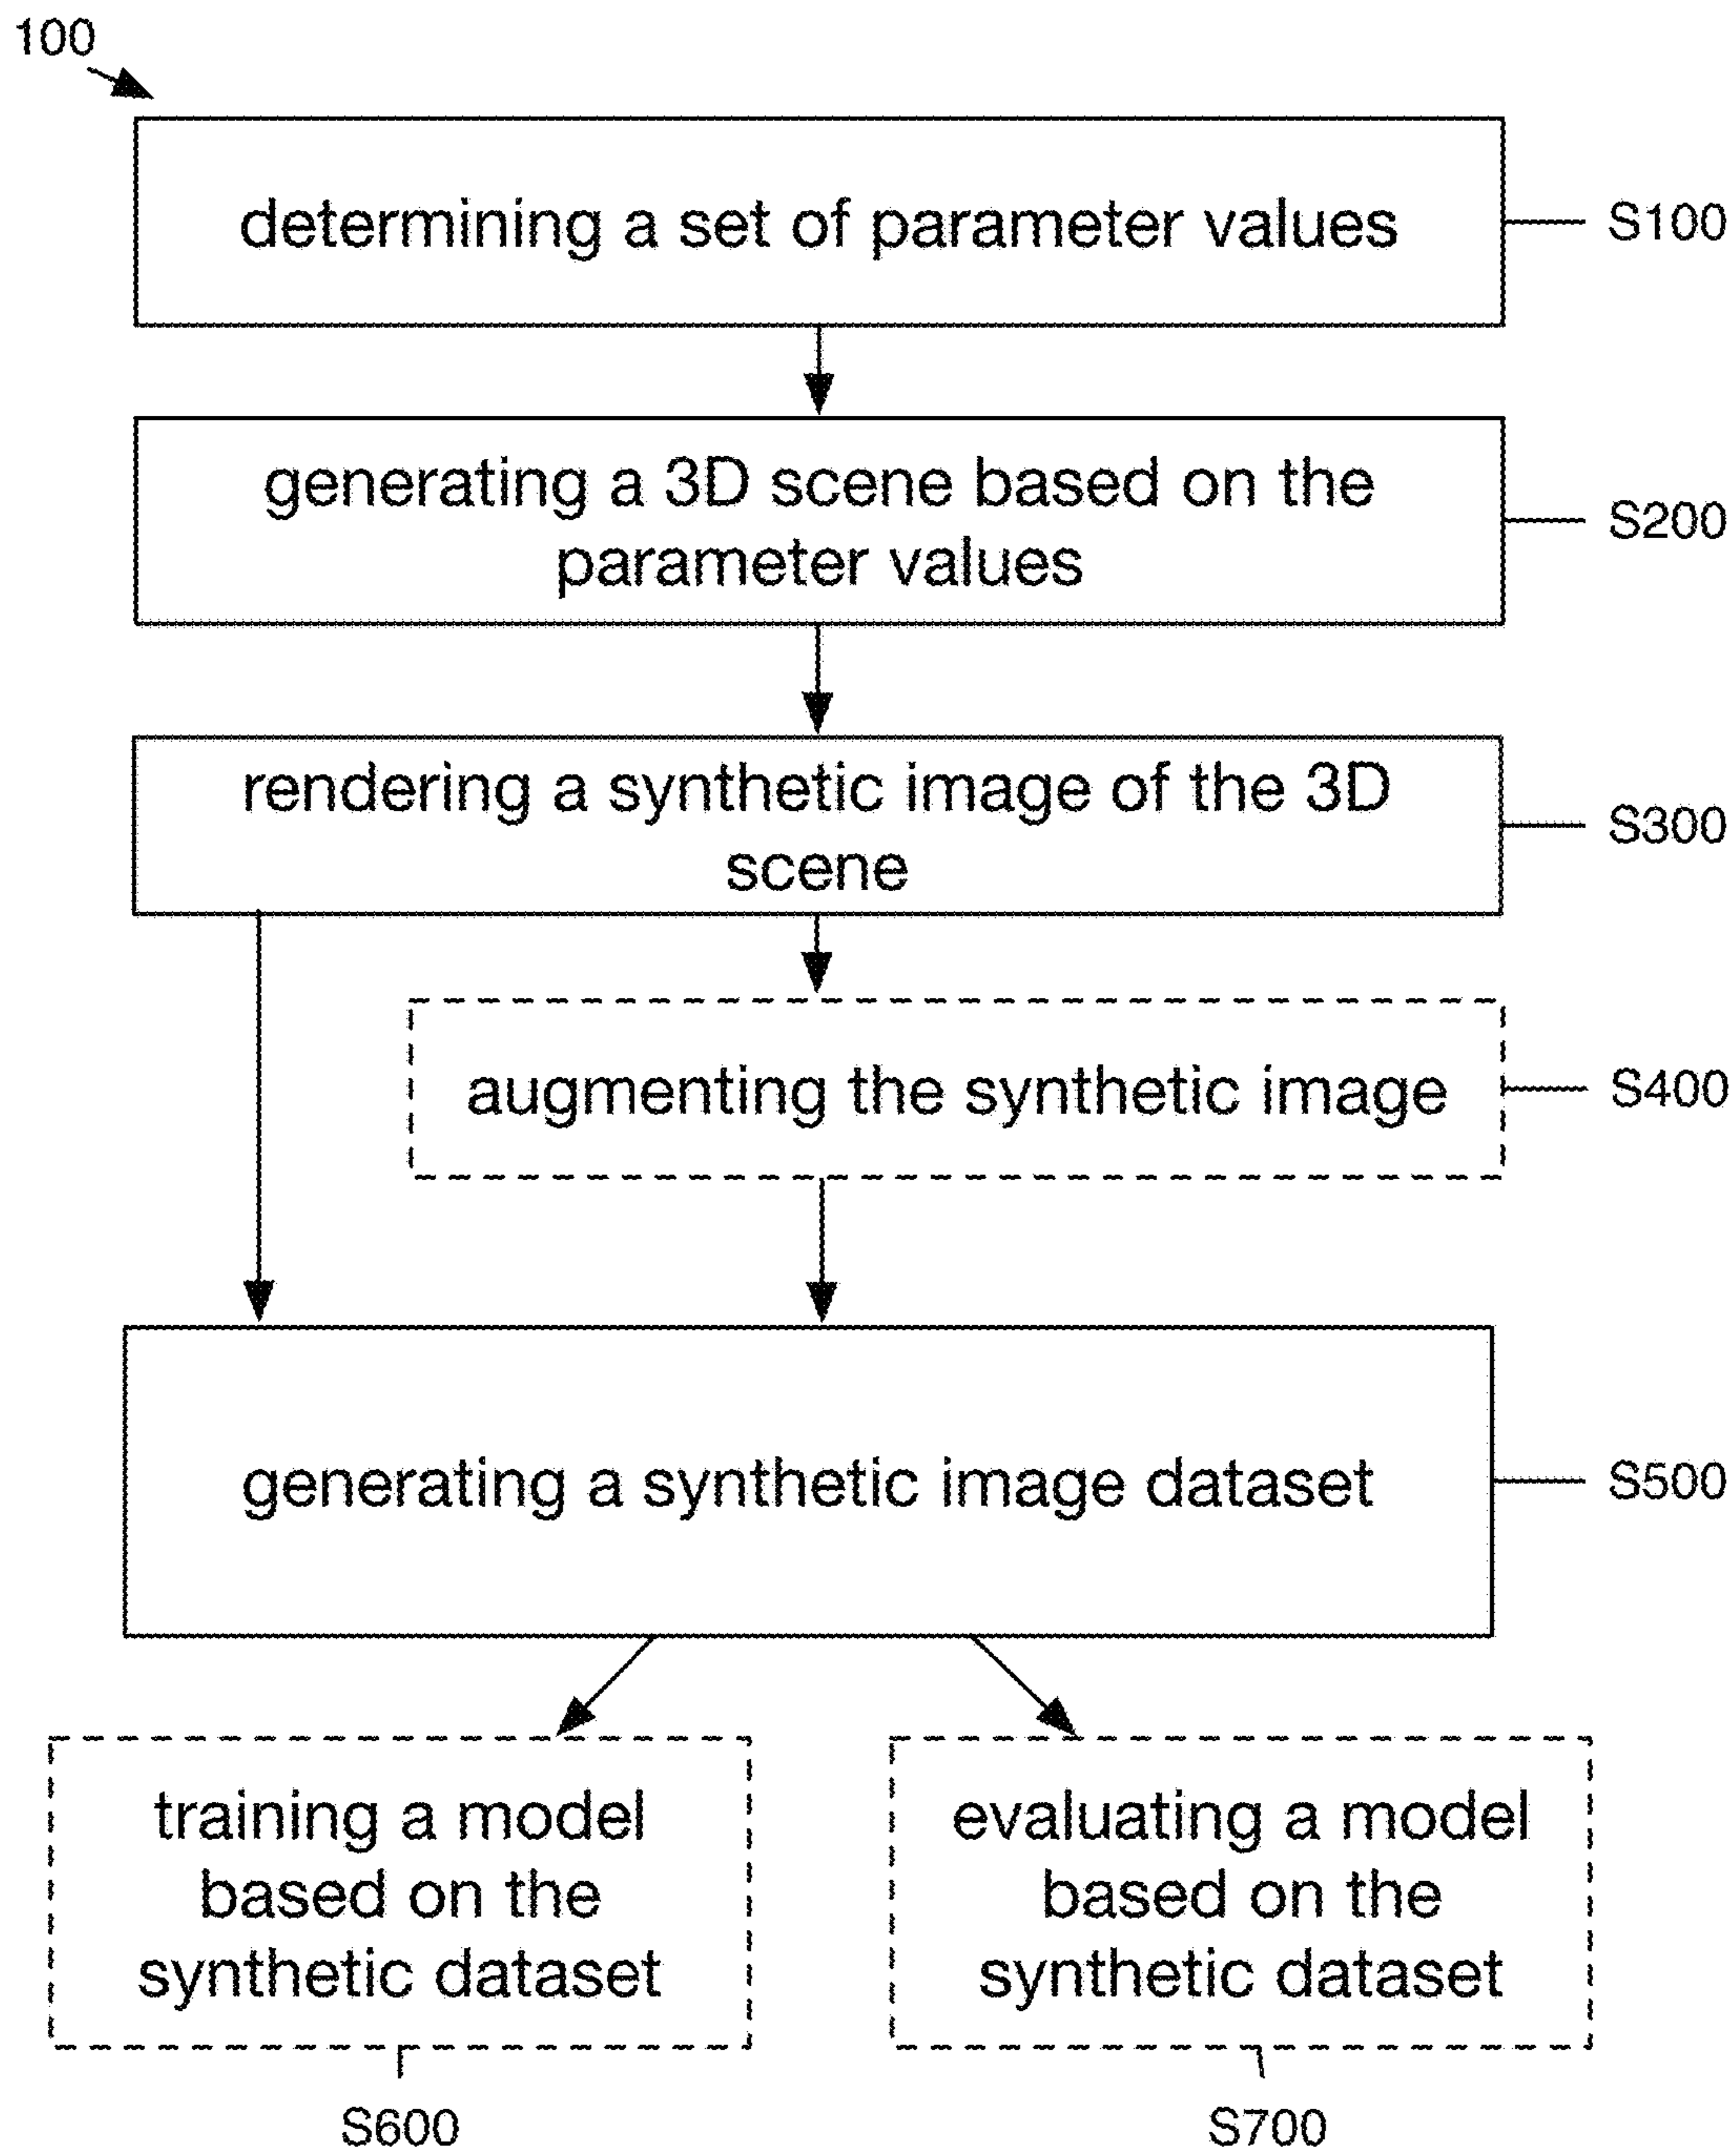 100
determining a set of parameter values
S100
generating a 3D scene based on the
parameter values
S200
rendering a synthetic image of the 3D
scene
S300
augmenting the synthetic image
S400
generating a synthetic image dataset
S500
training a model
based on the
synthetic dataset
S600
evaluating a model
based on the
synthetic dataset
S700